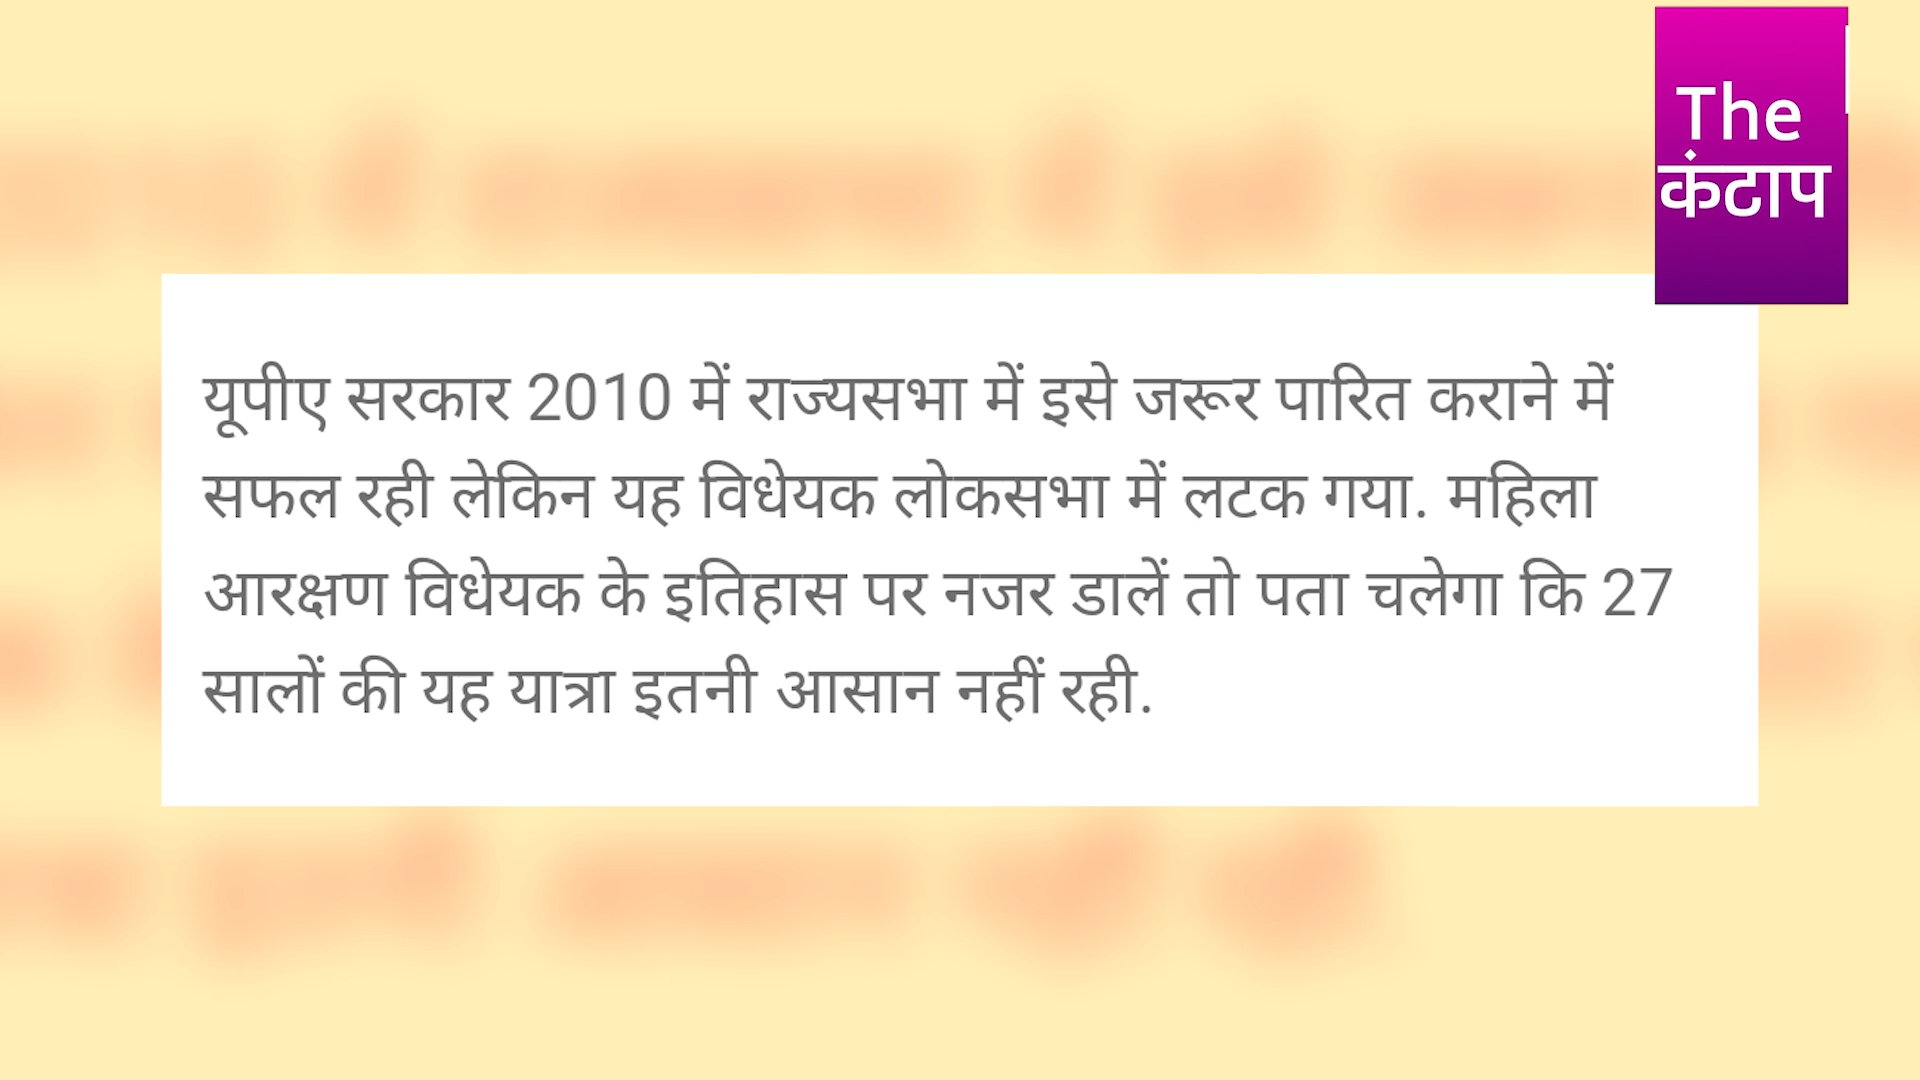 The
कंटाप
यूपीए सरकार 2010 में राज्यसभा में इसे जरूर पारित कराने में
सफल रही लेकिन यह विधेयक लोकसभा में लटक गया. महिला
आरक्षण विधेयक के इतिहास पर नजर डालें तो पता चलेगा कि 27
सालों की यह यात्रा इतनी आसान नहीं रही.